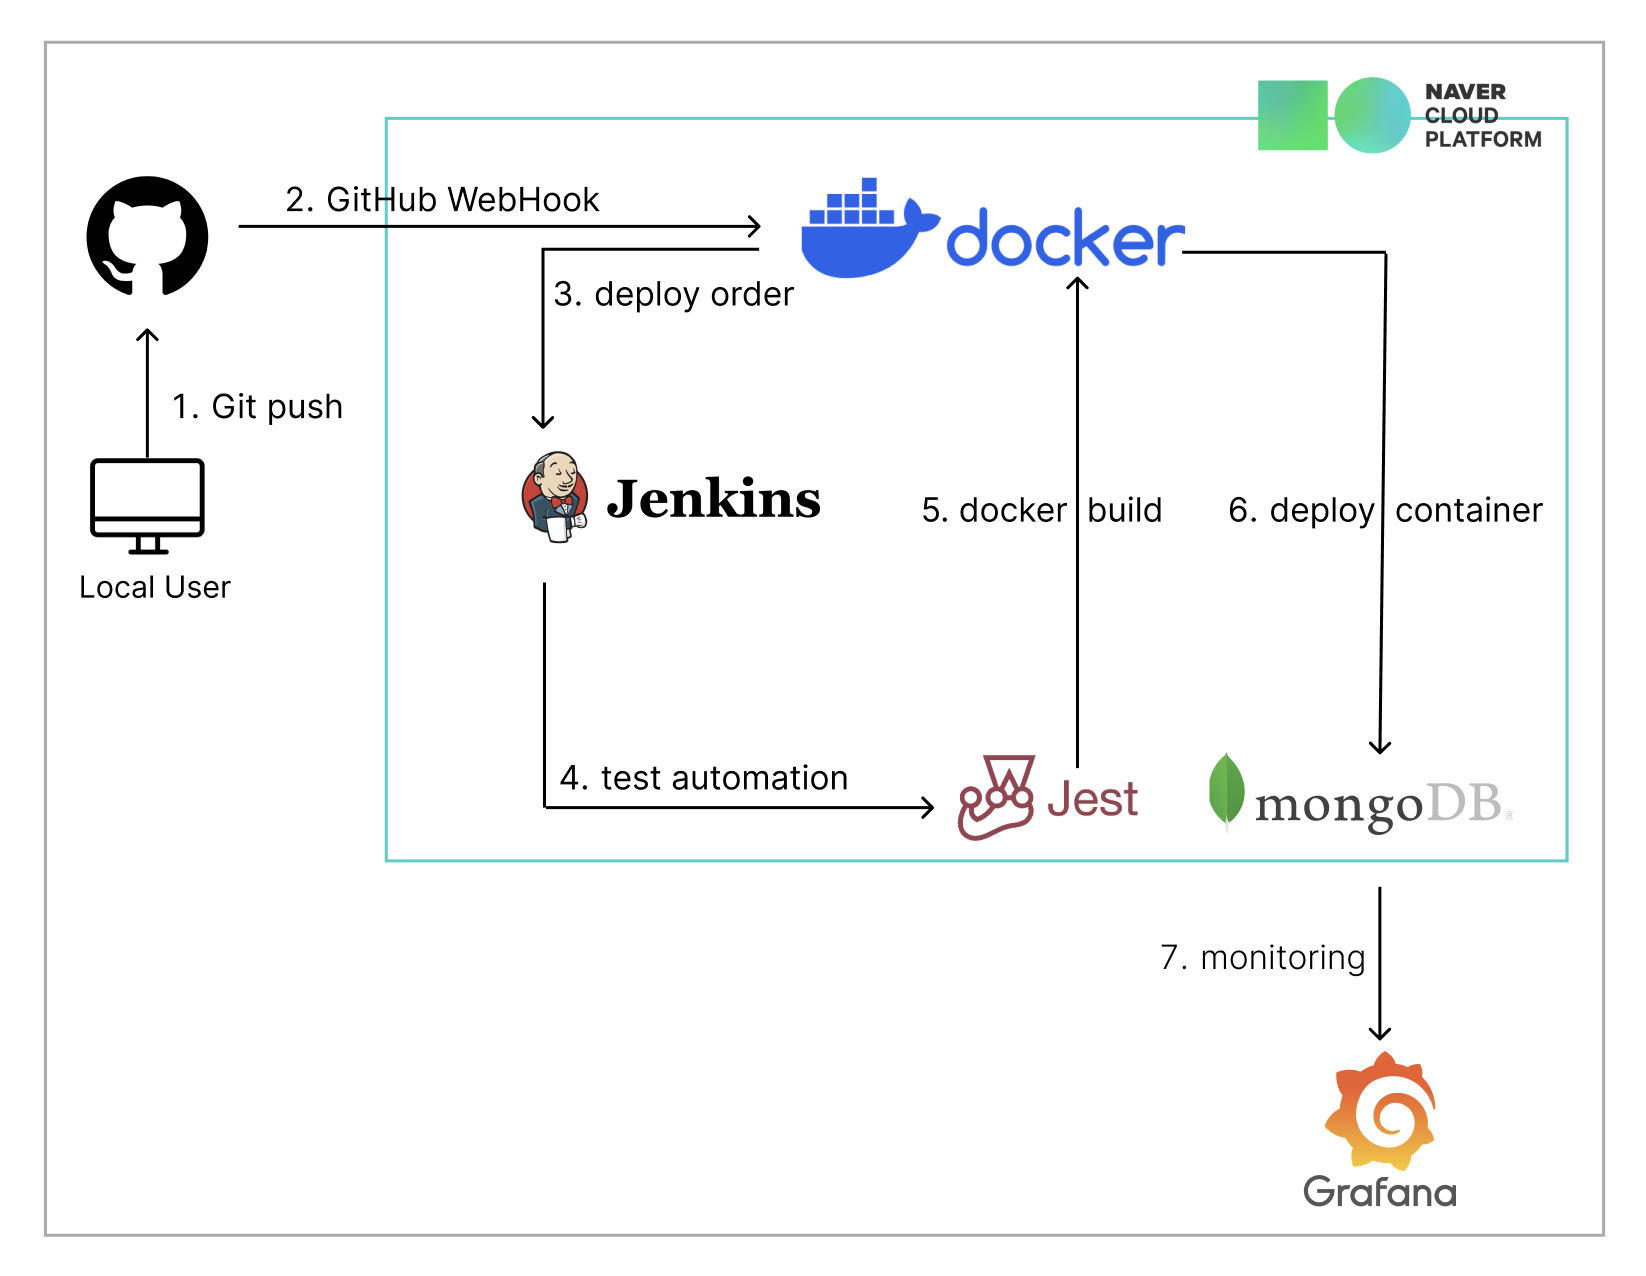 NAVER
CLOUD
PLATFORM
2. GitHub WebHook
docker
3. deploy order
1. Git push
Jenkins
5. docker build
6. deploy container
Local User
4. test automation
Jest
mongoDB®
7. monitoring
Grafana